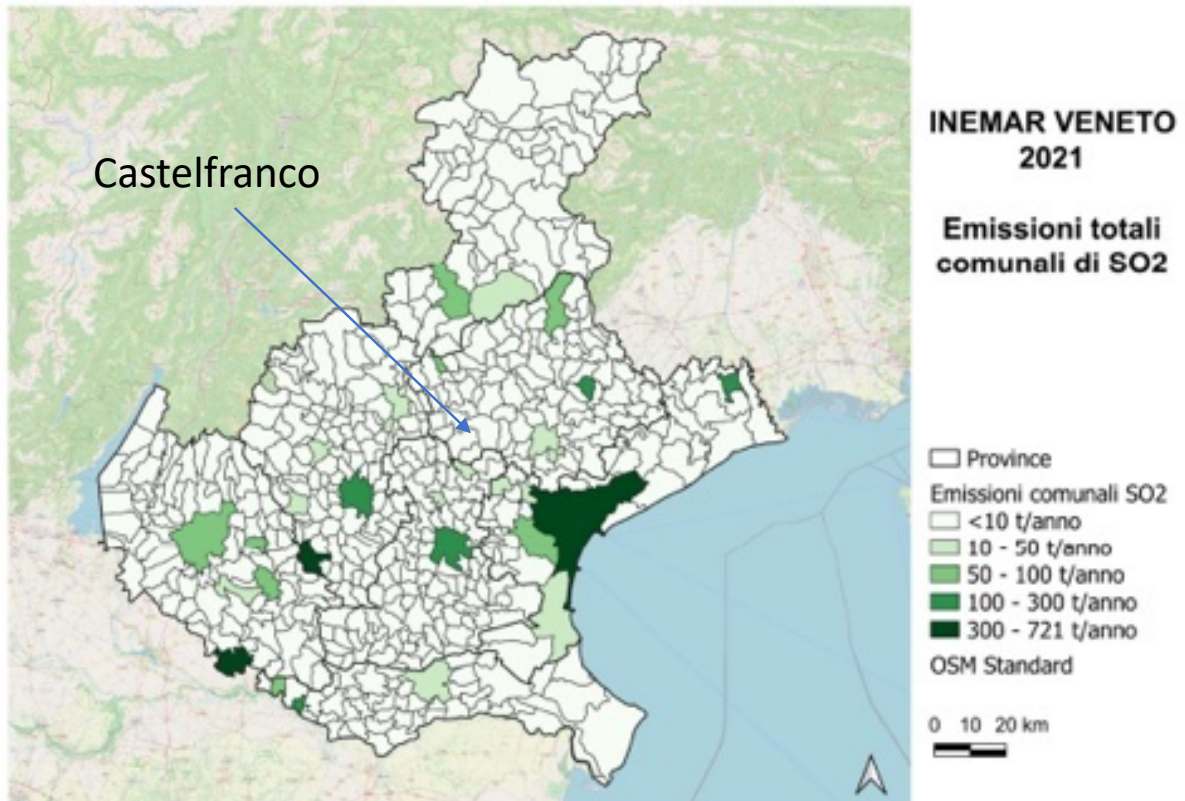 Castelfranco
INEMAR VENETO
2021
Emissioni totali
comunali di SO2
Province
Emissioni comunali SO2
<10 t/anno
10 - 50 t/anno
50 - 100 t/anno
100 - 300 t/anno
300 - 721 t/anno
OSM Standard
0 10 20 km